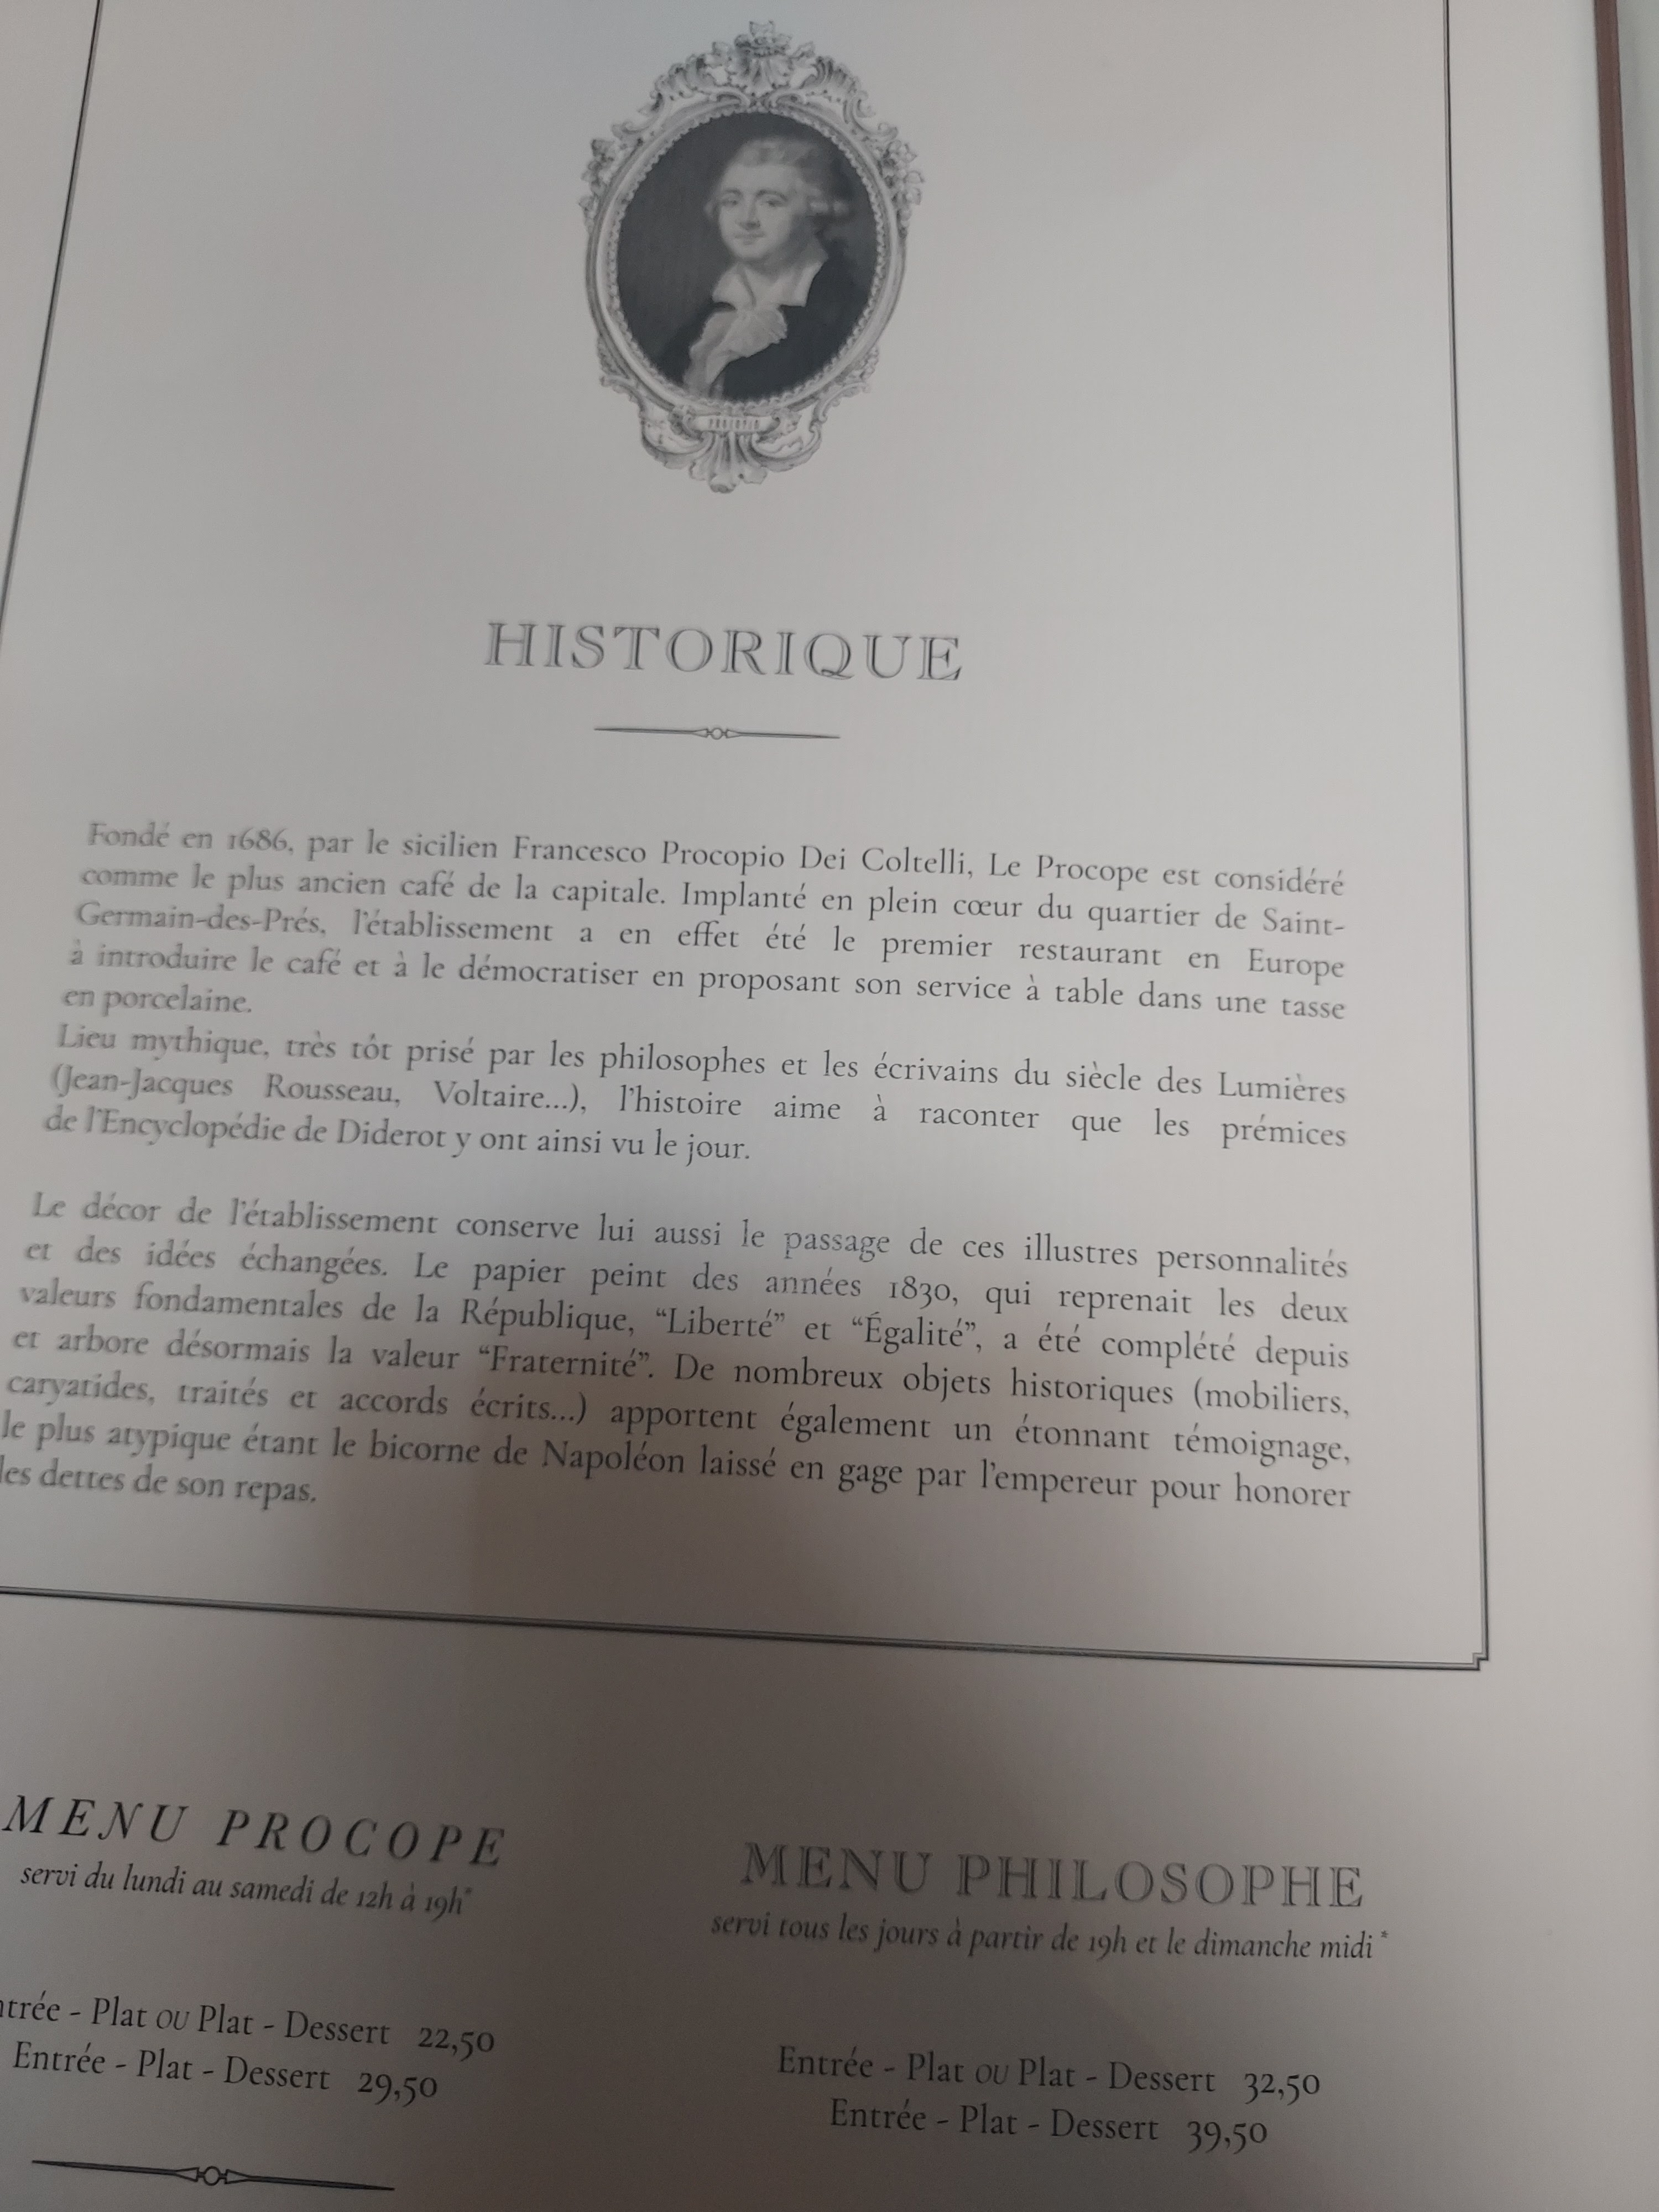 PROCOPIO
HISTORIQUE
Fondé en 1686, par le sicilien Francesco Procopio Dei Coltelli, Le Procope est considéré
comme le plus ancien café de la capitale. Implanté en plein cœur du quartier de Saint-
Germain-des-Prés, l'établissement a en effet été le premier restaurant en Europe
à introduire le café et à le démocratiser en proposant son service à table dans une tasse
en porcelaine.
Lieu mythique, très tôt prisé par les philosophes et les écrivains du siècle des Lumières
(Jean-Jacques Rousseau, Voltaire...), l'histoire aime à raconter que les prémices
de l'Encyclopédie de Diderot y ont ainsi vu le jour.
Le décor de l'établissement conserve lui aussi le passage de ces illustres personnalités
et des idées échangées. Le papier peint des années 1830, qui reprenait les deux
valeurs fondamentales de la République, “Liberté” et “Égalité”, a été complété depuis
et arbore désormais la valeur “Fraternité”. De nombreux objets historiques (mobiliers,
caryatides, traités et accords écrits...) apportent également un étonnant témoignage,
le plus atypique étant le bicorne de Napoléon laissé en gage par l'empereur pour honorer
les dettes de son repas.
MENU PROCOPE
servi du lundi au samedi de 12h à 19h*
ntrée - Plat ou Plat - Dessert 22,50
Entrée - Plat - Dessert 29,50
MENU PHILOSOPHE
servi tous les jours à partir de 19h et le dimanche midi *
Entrée - Plat ou Plat - Dessert 32,50
Entrée - Plat - Dessert 39,50